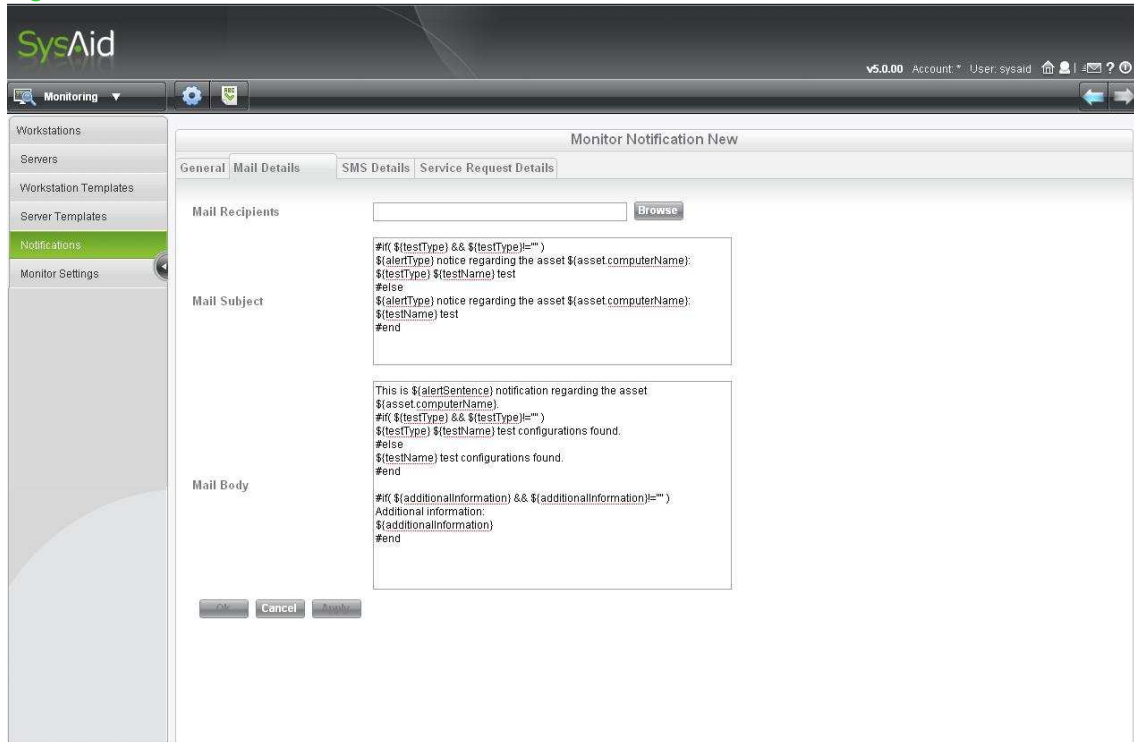 SysAid
v5.0.00 Account: * User: sysaid
Monitoring
Workstations
Servers
Workstation Templates
Server Templates
Notifications
Monitor Settings
Monitor Notification New
General Mail Details SMS Details Service Request Details
Mail Recipients
Browse
Mail Subject
#if( ${testType} && ${testType}!="" )
${alertType} notice regarding the asset ${asset.computerName}:
${testType} ${testName} test
#else
${alertType} notice regarding the asset ${asset.computerName}:
${testName} test
#end
Mail Body
This is ${alertSentence} notification regarding the asset
${asset.computerName}.
#if( ${testType} && ${testType}!="" )
${testType} ${testName} test configurations found.
#else
${testName} test configurations found.
#end
#if( ${additionalInformation} && ${additionalInformation}!="" )
Additional information:
${additionalInformation}
#end
Ok Cancel Apply